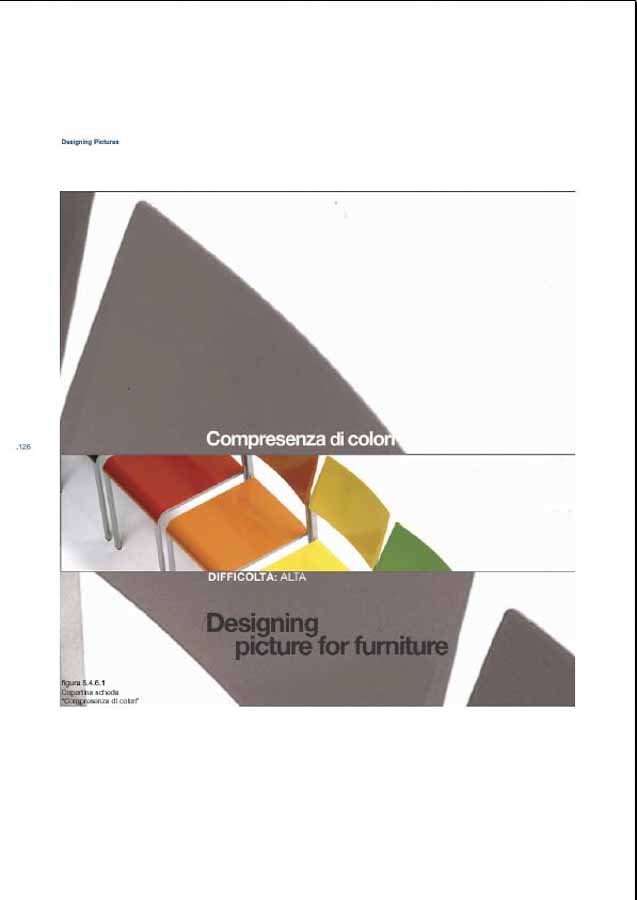 Designing Pictures
.126
Compresenza di colori
DIFFICOLTÀ: ALTA
Designing
picture for furniture
figura 5.4.6.1
Copertina scheda
"Compresenza di colori"